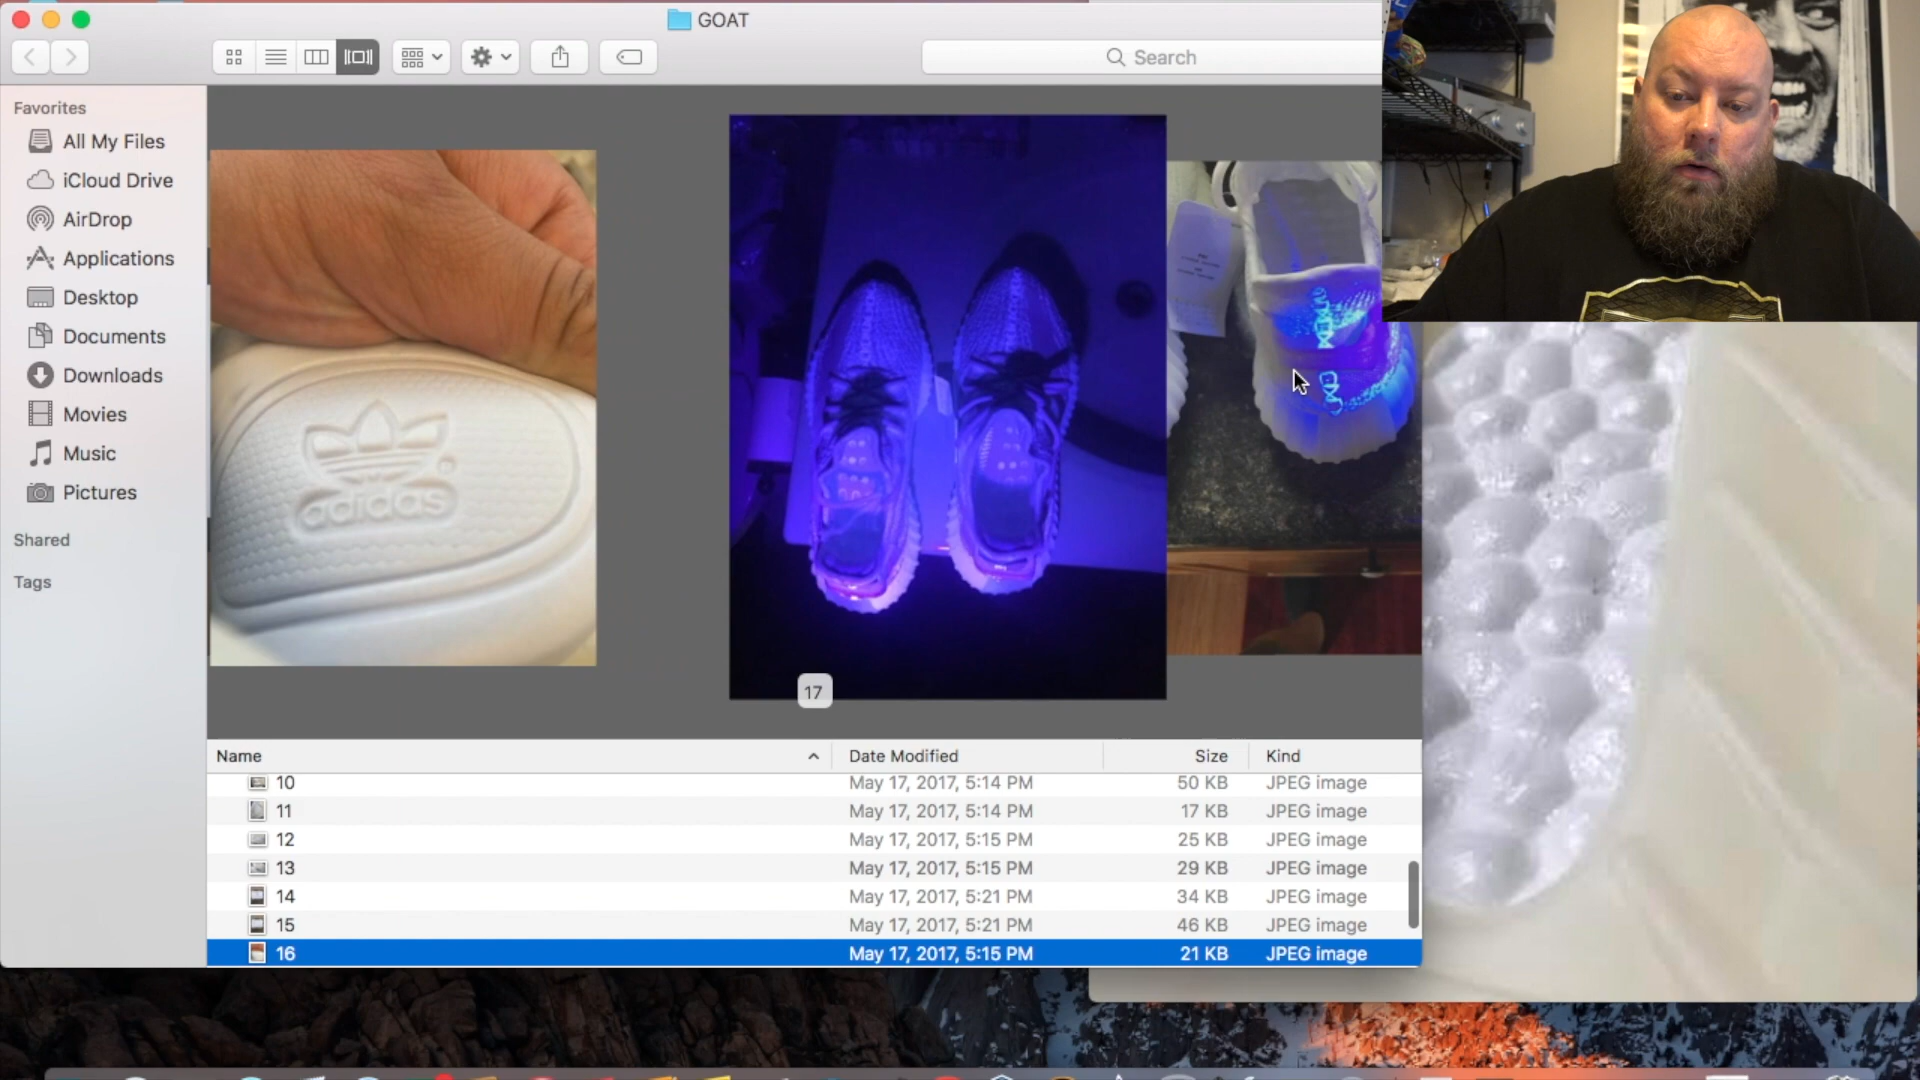 GOAT
Search
Favorites
All My Files
iCloud Drive
AirDrop
Applications
Desktop
Documents
Downloads
Movies
Music
Pictures
Shared
Tags
adidas
17
Name Date Modified Size Kind
10 May 17, 2017, 5:14 PM 50 KB JPEG image
11 May 17, 2017, 5:14 PM 17 KB JPEG image
12 May 17, 2017, 5:15 PM 25 KB JPEG image
13 May 17, 2017, 5:15 PM 29 KB JPEG image
14 May 17, 2017, 5:21 PM 34 KB JPEG image
15 May 17, 2017, 5:21 PM 46 KB JPEG image
16 May 17, 2017, 5:15 PM 21 KB JPEG image